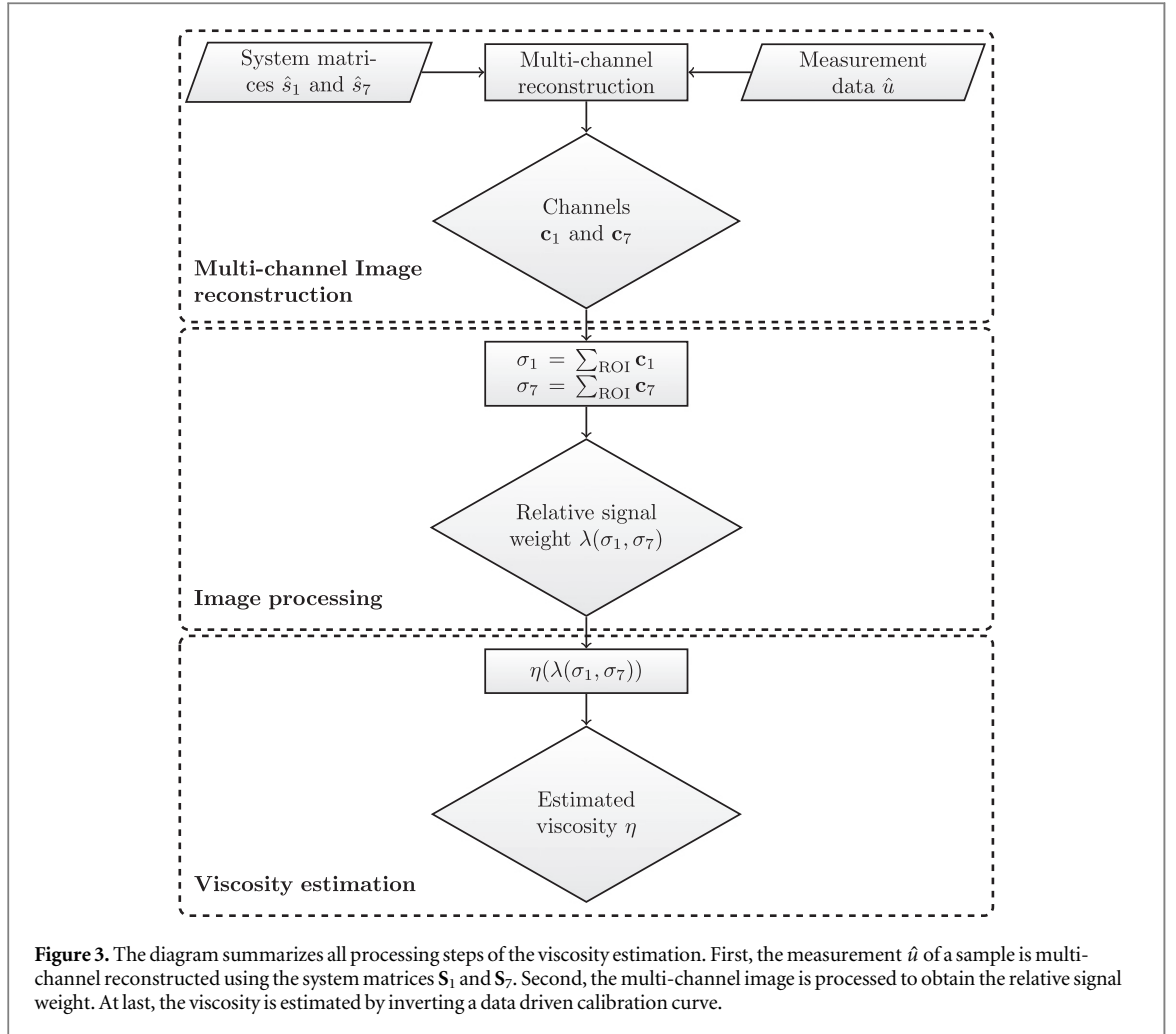 System matri-
ces ŝ₁ and ŝ₇
Multi-channel
reconstruction
Measurement
data û
Channels
𝐜₁ and 𝐜₇
Multi-channel Image
reconstruction
σ₁ = ∑_ROI 𝐜₁
σ₇ = ∑_ROI 𝐜₇
Relative signal
weight λ(σ₁, σ₇)
Image processing
η(λ(σ₁, σ₇))
Estimated
viscosity η
Viscosity estimation
Figure 3. The diagram summarizes all processing steps of the viscosity estimation. First, the measurement û of a sample is multi-
channel reconstructed using the system matrices 𝐒₁ and 𝐒₇. Second, the multi-channel image is processed to obtain the relative signal
weight. At last, the viscosity is estimated by inverting a data driven calibration curve.